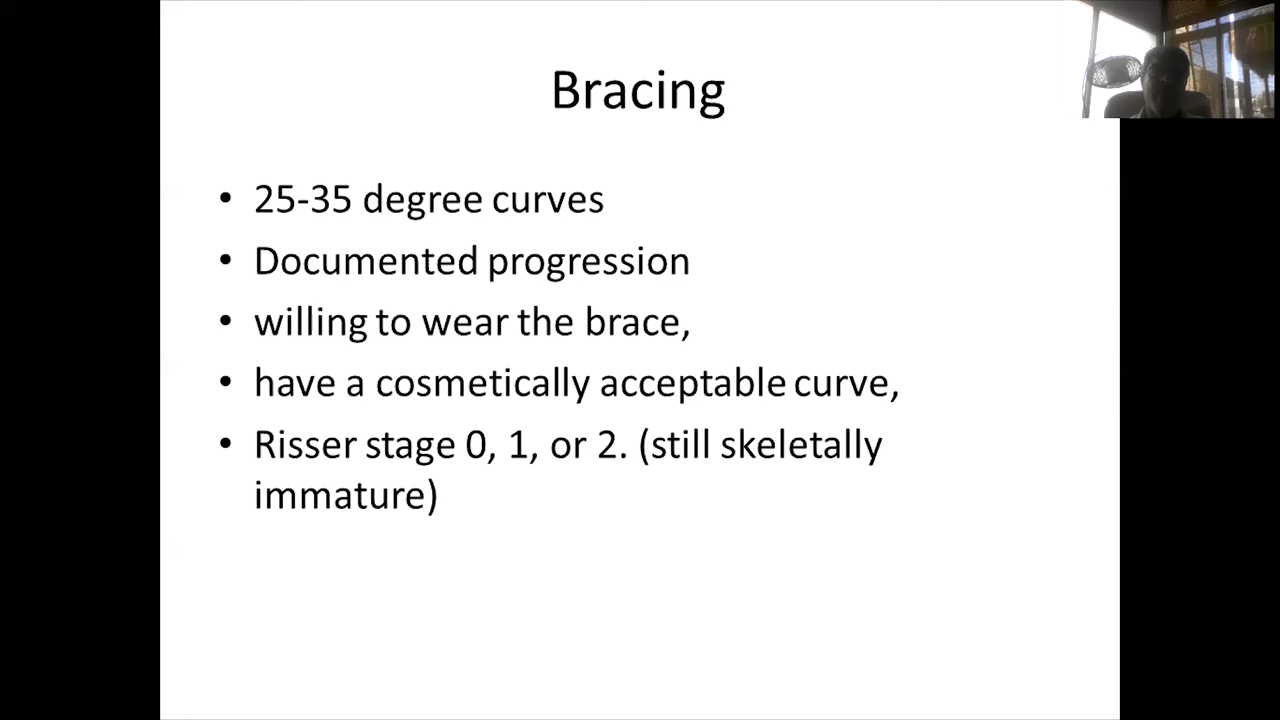 Bracing
• 25-35 degree curves
• Documented progression
• willing to wear the brace,
• have a cosmetically acceptable curve,
• Risser stage 0, 1, or 2. (still skeletally
immature)